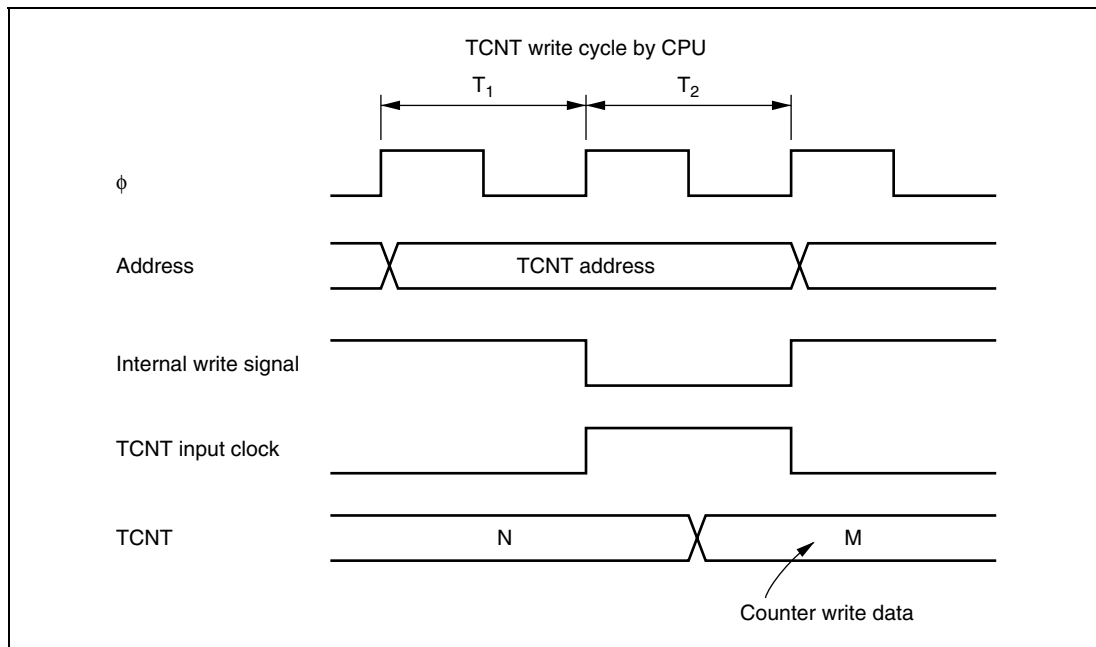 TCNT write cycle by CPU
T1 T2
ϕ
Address TCNT address
Internal write signal
TCNT input clock
TCNT N M
Counter write data